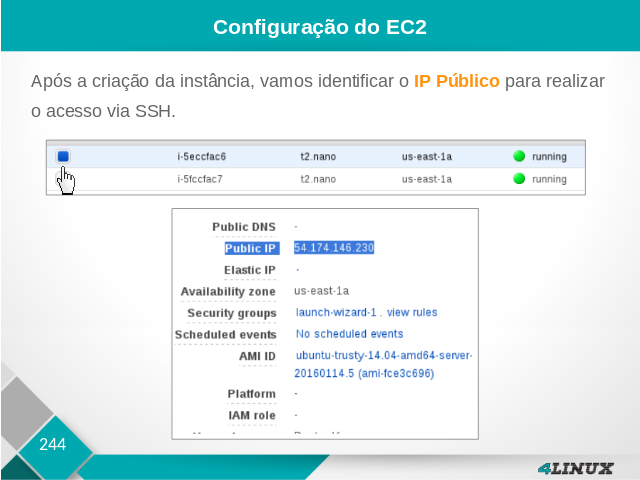 Configuração do EC2
Após a criação da instância, vamos identificar o IP Público para realizar
o acesso via SSH.
i-5eccfac6 t2.nano us-east-1a running
i-5fccfac7 t2.nano us-east-1a running
Public DNS -
Public IP 54.174.146.230
Elastic IP -
Availability zone us-east-1a
Security groups launch-wizard-1 . view rules
Scheduled events No scheduled events
AMI ID ubuntu-trusty-14.04-amd64-server-
20160114.5 (ami-fce3c696)
Platform -
IAM role -
244
4LINUX